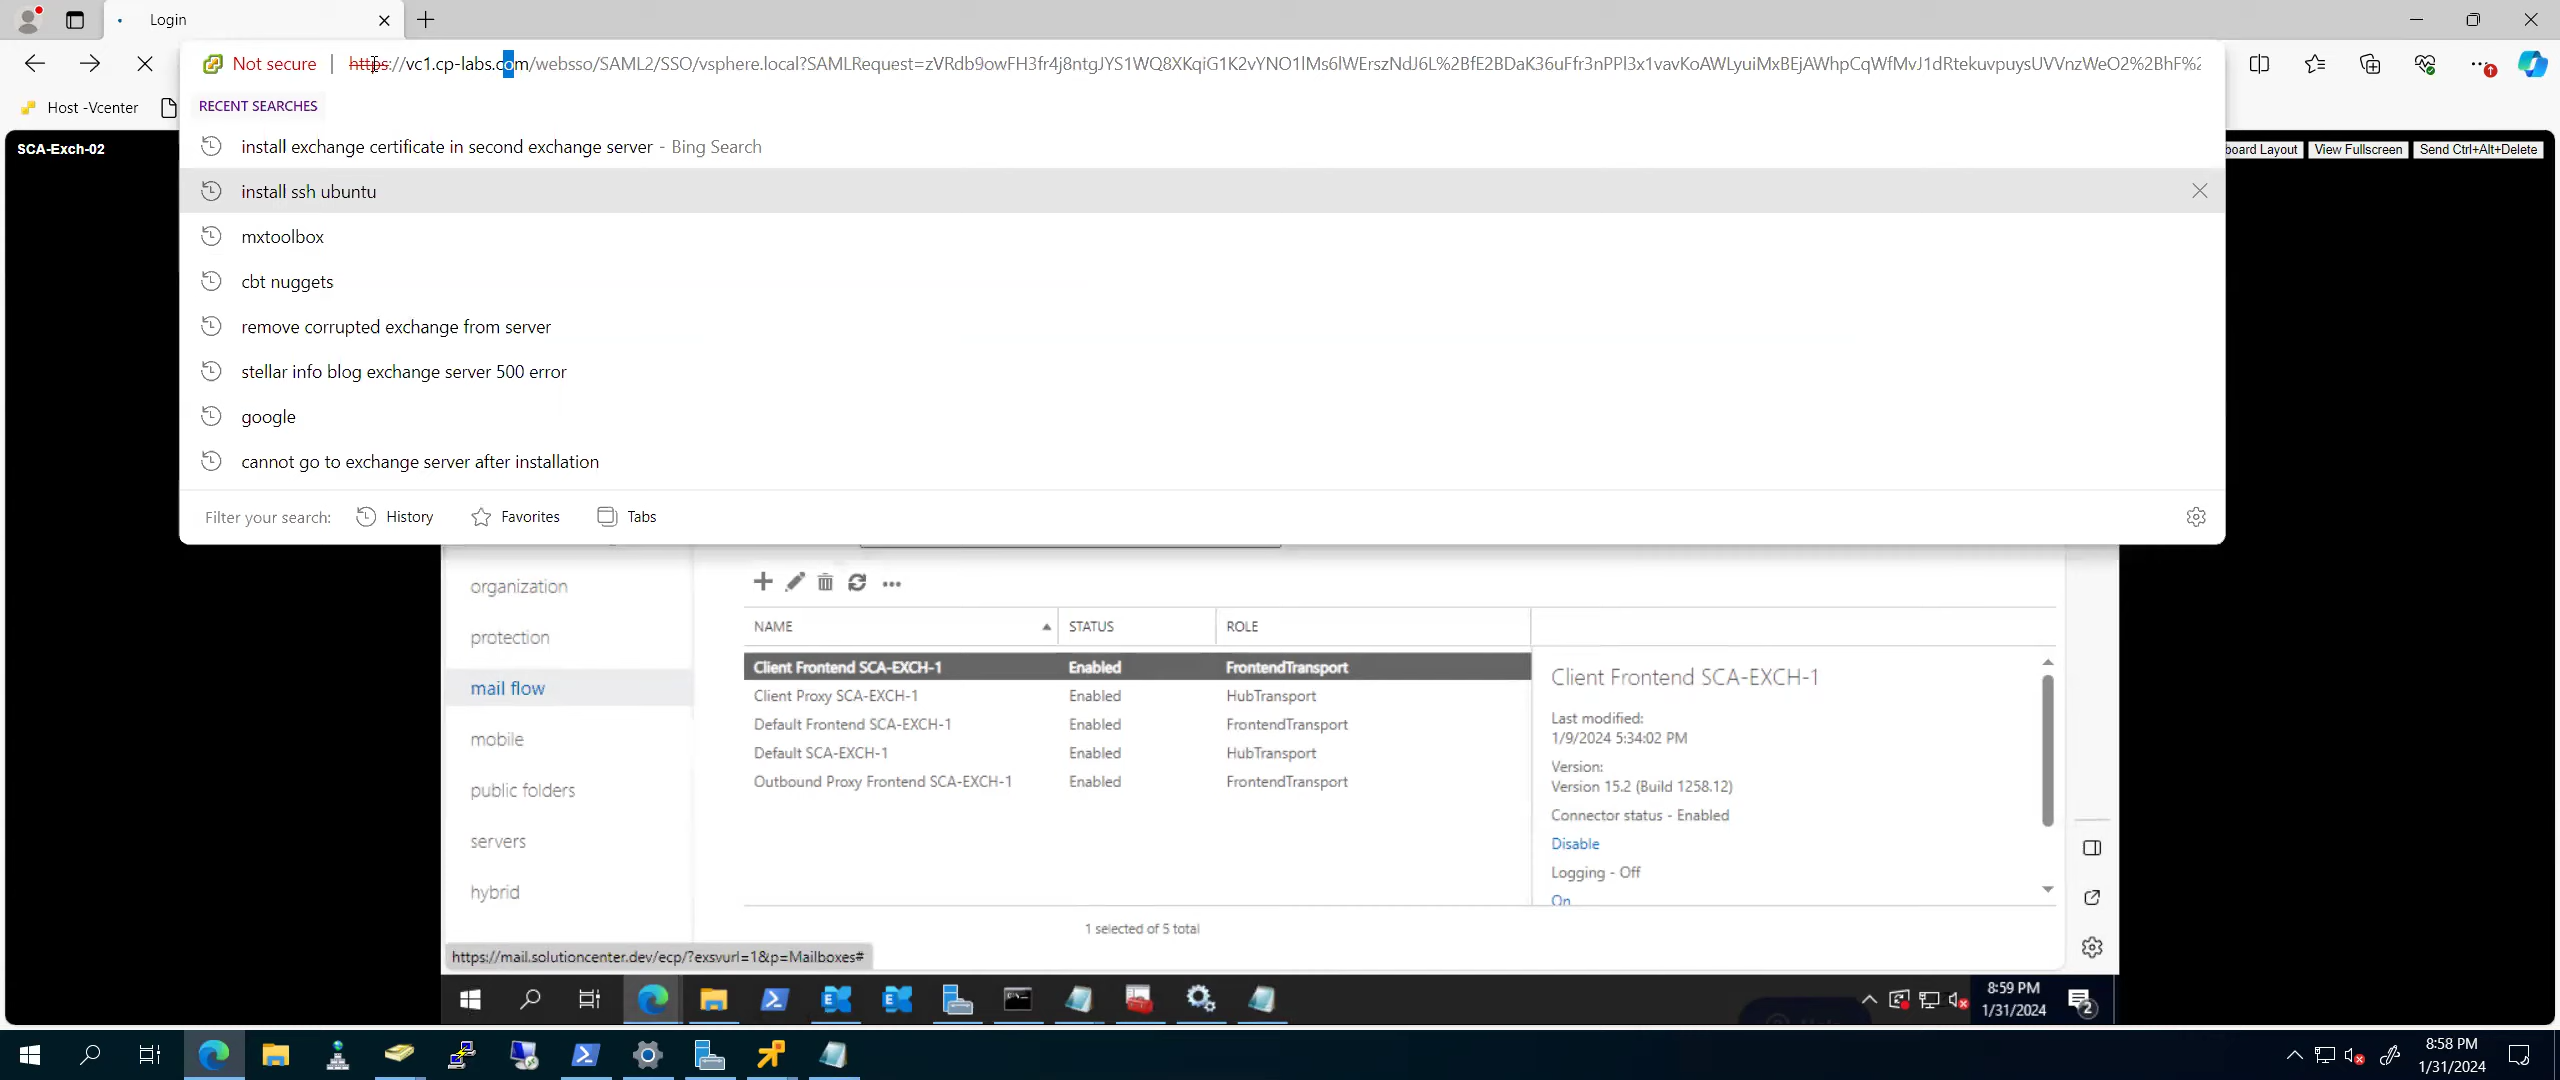 Login
Not secure
https://vc1.cp-labs.com/websso/SAML2/SSO/vsphere.local?SAMLRequest=zVRdb9owFH3fr4j8ntgJYS1WQ8XKqiG1K2vYNO1lMs6lWErszNdJ6L%2BfE2BDaK36uFfr3nPPl3x1vavKoAWLyuiMxBEjAWhpCqWfMvJ1dRtekuvpuysUVVnzWeO2%2BhF%2
Host -Vcenter
RECENT SEARCHES
install exchange certificate in second exchange server - Bing Search
install ssh ubuntu
mxtoolbox
cbt nuggets
remove corrupted exchange from server
stellar info blog exchange server 500 error
google
cannot go to exchange server after installation
Filter your search:
History
Favorites
Tabs
SCA-Exch-02
board Layout
View Fullscreen
Send Ctrl+Alt+Delete
organization
protection
mail flow
mobile
public folders
servers
hybrid
NAME STATUS ROLE
Client Frontend SCA-EXCH-1 Enabled FrontendTransport
Client Proxy SCA-EXCH-1 Enabled HubTransport
Default Frontend SCA-EXCH-1 Enabled FrontendTransport
Default SCA-EXCH-1 Enabled HubTransport
Outbound Proxy Frontend SCA-EXCH-1 Enabled FrontendTransport
1 selected of 5 total
Client Frontend SCA-EXCH-1
Last modified:
1/9/2024 5:34:02 PM
Version:
Version 15.2 (Build 1258.12)
Connector status - Enabled
Disable
Logging - Off
On
https://mail.solutioncenter.dev/ecp/?exsvurl=1&p=Mailboxes#
8:59 PM
1/31/2024
2
8:58 PM
1/31/2024